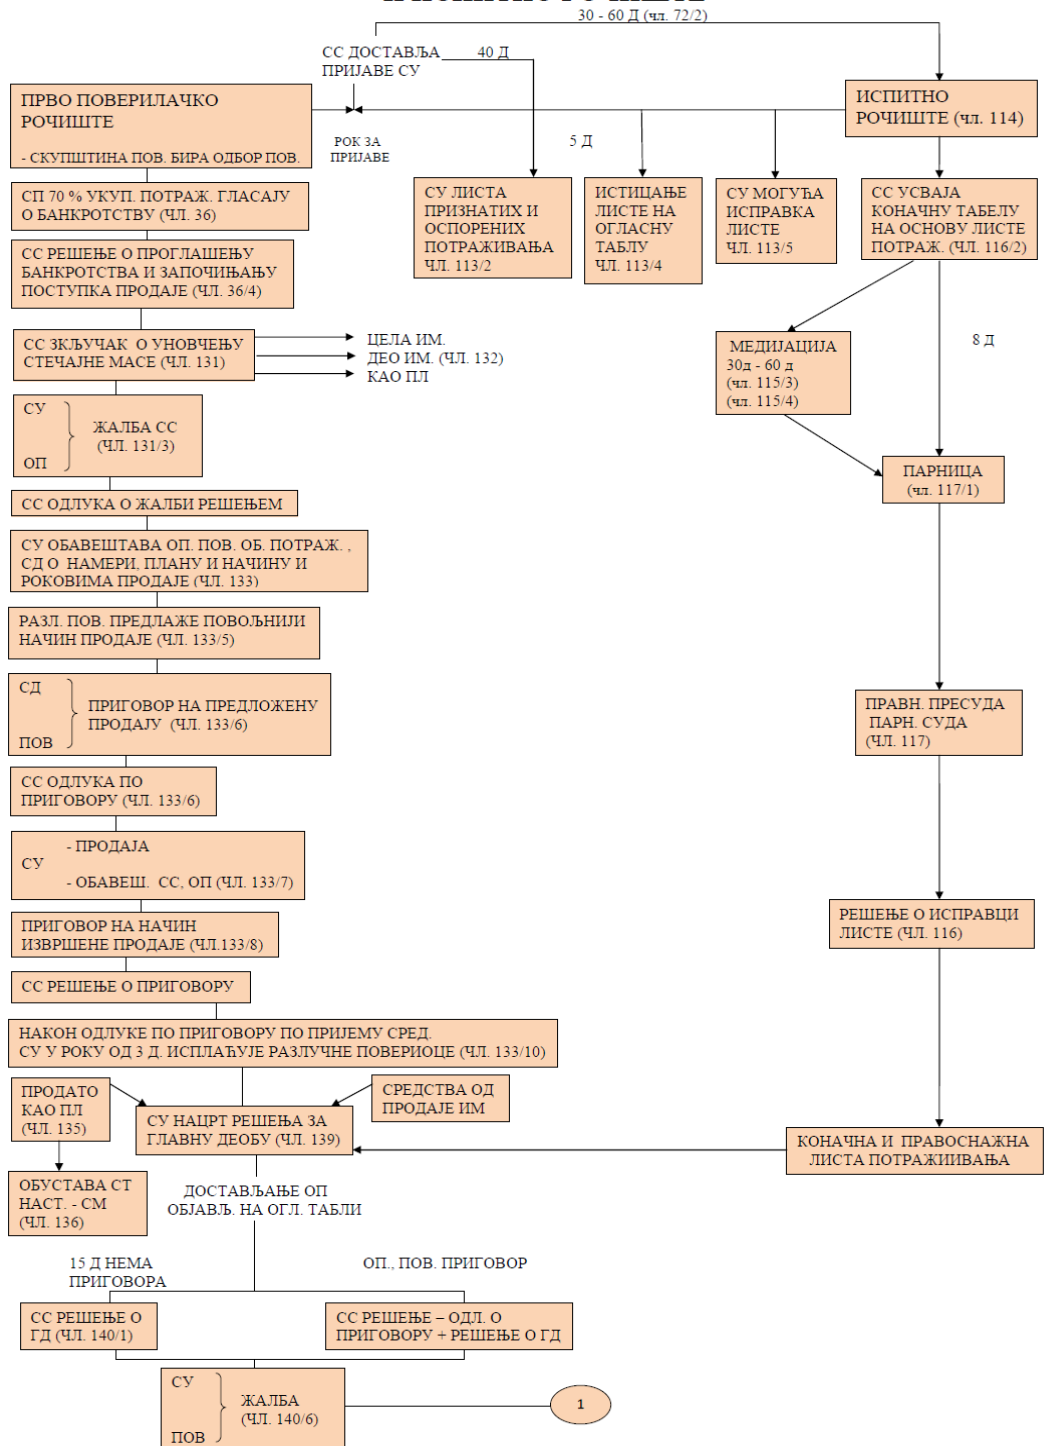 30 - 60 Д (чл. 72/2)
СС ДОСТАВЉА
ПРИЈАВЕ СУ
40 Д
ПРВО ПОВЕРИЛАЧКО
РОЧИШТЕ
- СКУПШТИНА ПОВ. БИРА ОДБОР ПОВ.
РОК ЗА
ПРИЈАВЕ
5 Д
ИСПИТНО
РОЧИШТЕ (чл. 114)
СП 70 % УКУП. ПОТРАЖ. ГЛАСАЈУ
О БАНКРОТСТВУ (ЧЛ. 36)
СУ ЛИСТА
ПРИЗНАТИХ И
ОСПОРЕНИХ
ПОТРАЖИВАЊА
ЧЛ. 113/2
ИСТИЦАЊЕ
ЛИСТЕ НА
ОГЛАСНУ
ТАБЛУ
ЧЛ. 113/4
СУ МОГУЋА
ИСПРАВКА
ЛИСТЕ
ЧЛ. 113/5
СС УСВАЈА
КОНАЧНУ ТАБЕЛУ
НА ОСНОВУ ЛИСТЕ
ПОТРАЖ. (ЧЛ. 116/2)
СС РЕШЕЊЕ О ПРОГЛАШЕЊУ
БАНКРОТСТВА И ЗАПОЧИЊАЊУ
ПОСТУПКА ПРОДАЈЕ (ЧЛ. 36/4)
СС ЗКЉУЧАК О УНОВЧЕЊУ
СТЕЧАЈНЕ МАСЕ (ЧЛ. 131)
ЦЕЛА ИМ.
ДЕО ИМ. (ЧЛ. 132)
КАО ПЛ
МЕДИЈАЦИЈА
30д - 60 д
(чл. 115/3)
(чл. 115/4)
8 Д
СУ
ЖАЛБА СС
(ЧЛ. 131/3)
ОП
ПАРНИЦА
(чл. 117/1)
СС ОДЛУКА О ЖАЛБИ РЕШЕЊЕМ
СУ ОБАВЕШТАВА ОП. ПОВ. ОБ. ПОТРАЖ. ,
СД О НАМЕРИ, ПЛАНУ И НАЧИНУ И
РОКОВИМА ПРОДАЈЕ (ЧЛ. 133)
РАЗЛ. ПОВ. ПРЕДЛАЖЕ ПОВОЉНИЈИ
НАЧИН ПРОДАЈЕ (ЧЛ. 133/5)
СД
ПРИГОВОР НА ПРЕДЛОЖЕНУ
ПРОДАЈУ (ЧЛ. 133/6)
ПОВ
ПРАВН. ПРЕСУДА
ПАРН. СУДА
(ЧЛ. 117)
СС ОДЛУКА ПО
ПРИГОВОРУ (ЧЛ. 133/6)
- ПРОДАЈА
СУ
- ОБАВЕШ. СС, ОП (ЧЛ. 133/7)
ПРИГОВОР НА НАЧИН
ИЗВРШЕНЕ ПРОДАЈЕ (ЧЛ.133/8)
РЕШЕЊЕ О ИСПРАВЦИ
ЛИСТЕ (ЧЛ. 116)
СС РЕШЕЊЕ О ПРИГОВОРУ
НАКОН ОДЛУКЕ ПО ПРИГОВОРУ ПО ПРИЈЕМУ СРЕД.
СУ У РОКУ ОД 3 Д. ИСПЛАЋУЈЕ РАЗЛУЧНЕ ПОВЕРИОЦЕ (ЧЛ. 133/10)
ПРОДАТО
КАО ПЛ
(ЧЛ. 135)
СРЕДСТВА ОД
ПРОДАЈЕ ИМ
СУ НАЦРТ РЕШЕЊА ЗА
ГЛАВНУ ДЕОБУ (ЧЛ. 139)
КОНАЧНА И ПРАВОСНАЖНА
ЛИСТА ПОТРАЖИИВАЊА
ОБУСТАВА СТ
НАСТ. - СМ
(ЧЛ. 136)
ДОСТАВЉАЊЕ ОП
ОБЈАВЉ. НА ОГЛ. ТАБЛИ
15 Д НЕМА
ПРИГОВОРА
ОП., ПОВ. ПРИГОВОР
СС РЕШЕЊЕ О
ГД (ЧЛ. 140/1)
СС РЕШЕЊЕ – ОДЛ. О
ПРИГОВОРУ + РЕШЕЊЕ О ГД
СУ
ЖАЛБА
(ЧЛ. 140/6)
ПОВ
1